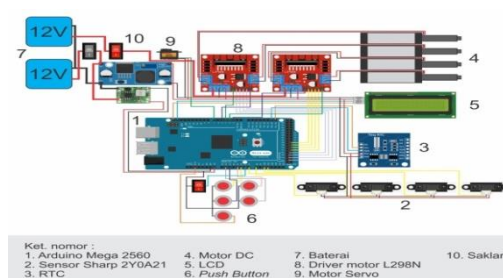 12V
10
9
8
7
4
12V
5
1
3
2
6
Ket. nomor :
1. Arduino Mega 2560
2. Sensor Sharp 2Y0A21
3. RTC
4. Motor DC
5. LCD
6. Push Button
7. Baterai
8. Driver motor L298N
9. Motor Servo
10. Sakla